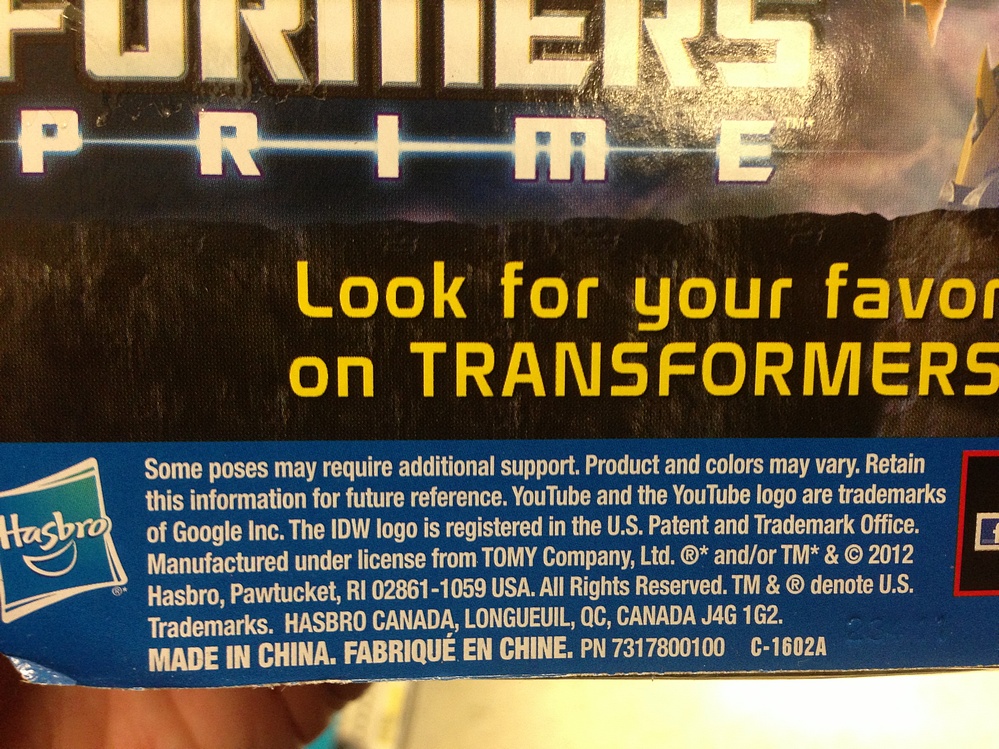 FORMERS
PRIME™
Look for your favor
on TRANSFORMERS
Hasbro
®*
Some poses may require additional support. Product and colors may vary. Retain
this information for future reference. YouTube and the YouTube logo are trademarks
of Google Inc. The IDW logo is registered in the U.S. Patent and Trademark Office.
Manufactured under license from TOMY Company, Ltd. ®* and/or TM* & © 2012
Hasbro, Pawtucket, RI 02861-1059 USA. All Rights Reserved. TM & ® denote U.S.
Trademarks. HASBRO CANADA, LONGUEUIL, QC, CANADA J4G 1G2.
MADE IN CHINA. FABRIQUÉ EN CHINE. PN 7317800100 C-1602A